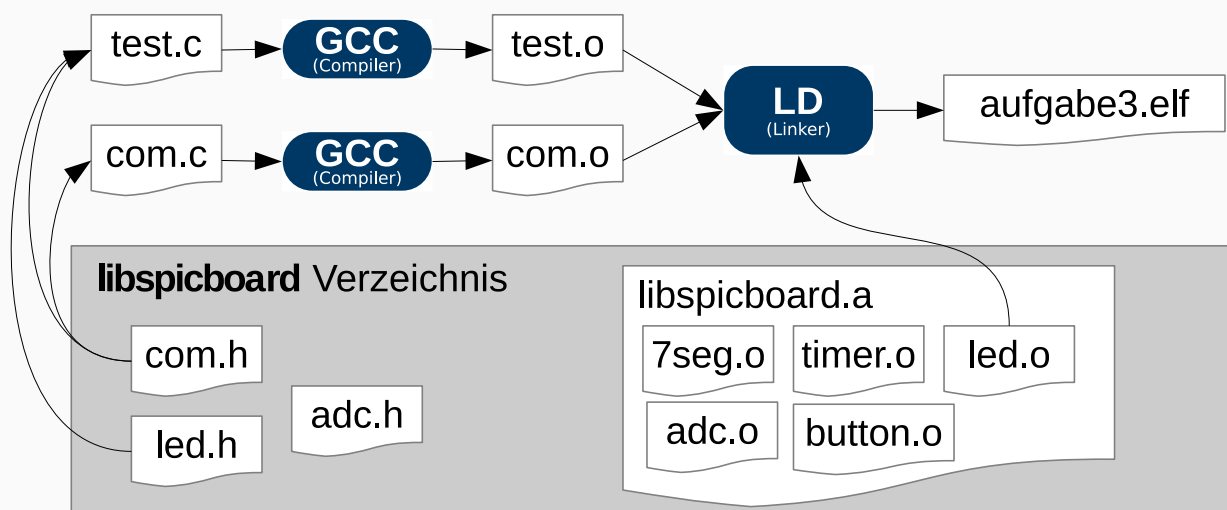 test.c
GCC
(Compiler)
test.o
com.c
GCC
(Compiler)
com.o
LD
(Linker)
aufgabe3.elf
libspicboard Verzeichnis
com.h
led.h
adc.h
libspicboard.a
7seg.o
timer.o
led.o
adc.o
button.o